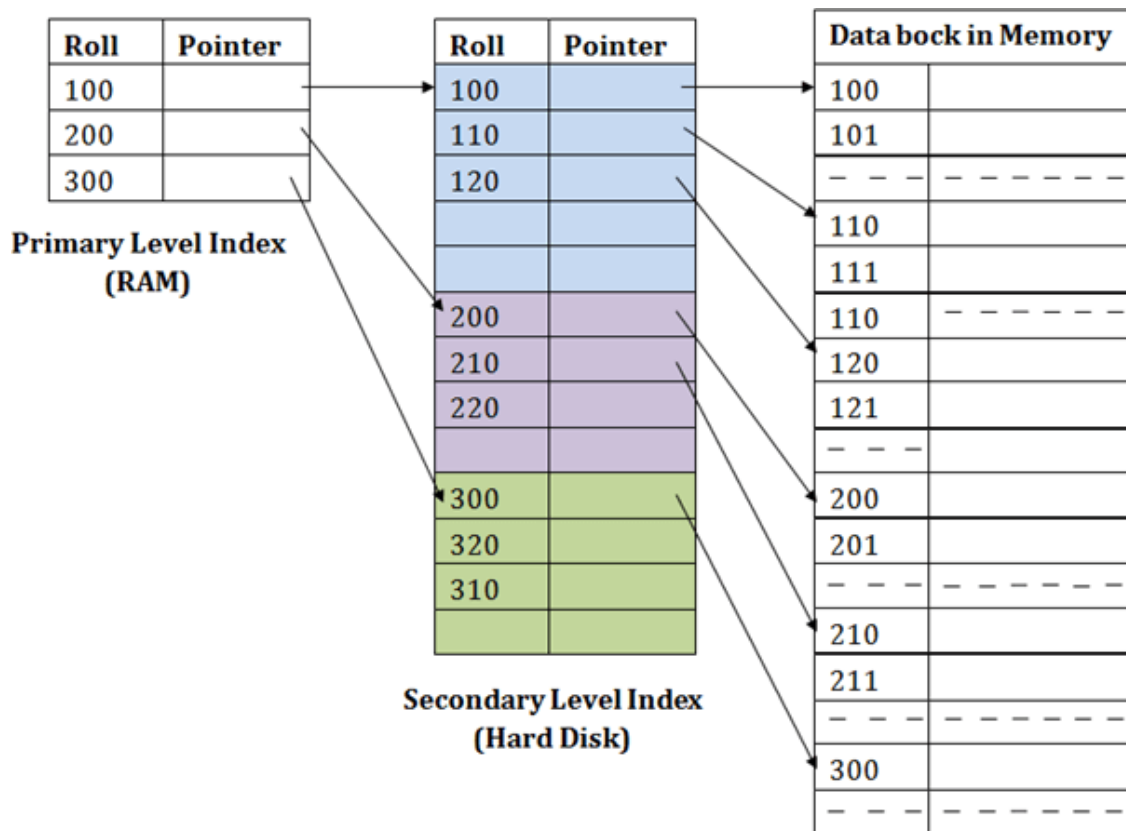 Roll Pointer
100
200
300
Primary Level Index
(RAM)
Roll Pointer
100
110
120
200
210
220
300
320
310
Secondary Level Index
(Hard Disk)
Data bock in Memory
100
101
_ _ _ _ _ _ _ _ _
110
111
110 _ _ _ _ _ _
120
121
_ _ _
200
201
_ _ _ _ _ _ _ _ _
210
211
_ _ _ _ _ _ _ _ _
300
_ _ _ _ _ _ _ _ _